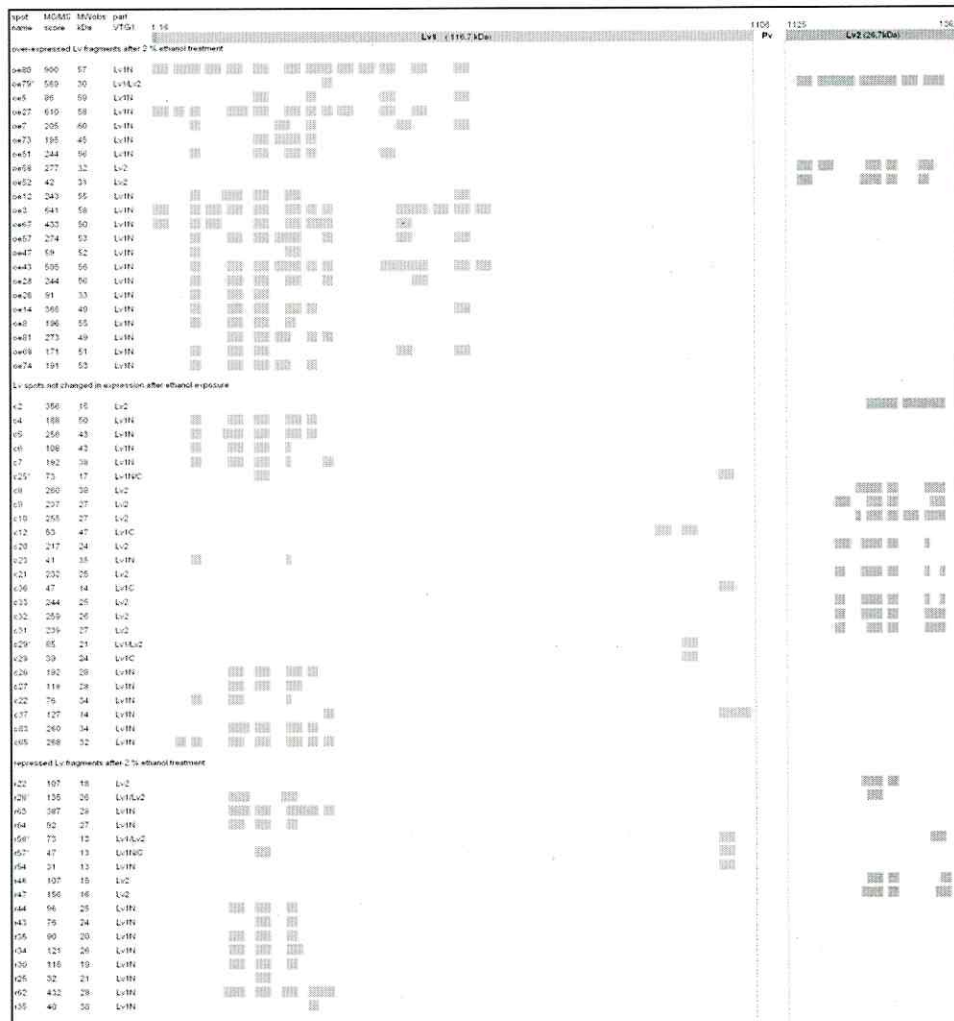 spot MO/MS MWobs part
name score kDa VTG1 1 16 1106 1125
Lv1 (116.7 kDa) Pv Lv2 (26.7kDa)
over-expressed Lv fragments after 2 % ethanol treatment
oe80 900 57 Lv1N
oe79* 569 30 Lv1/Lv2
oe5 86 59 Lv1N
oe27 610 58 Lv1N
oe7 205 60 Lv1N
oe73 195 45 Lv1N
oe51 244 56 Lv1N
oe58 277 32 Lv2
oe52 42 31 Lv2
oe12 243 55 Lv1N
oe3 641 58 Lv1N
oe67 433 50 Lv1N
oe57 274 53 Lv1N
oe47 59 52 Lv1N
oe43 505 56 Lv1N
oe28 244 56 Lv1N
oe26 91 33 Lv1N
oe14 365 49 Lv1N
oe8 196 55 Lv1N
oe81 273 49 Lv1N
oe69 171 51 Lv1N
oe74 191 53 Lv1N
Lv spots not changed in expression after ethanol exposure
c2 356 15 Lv2
c4 188 50 Lv1N
c5 256 43 Lv1N
c6 108 43 Lv1N
c7 192 39 Lv1N
c25* 73 17 Lv1N/C
c8 260 39 Lv2
c9 237 27 Lv2
c10 255 27 Lv2
c12 53 47 Lv1C
c20 217 24 Lv2
c23 41 35 Lv1N
c21 232 25 Lv2
c36 47 14 Lv1C
c33 244 25 Lv2
c32 259 26 Lv2
c31 239 27 Lv2
c29* 65 21 Lv1/Lv2
c29 39 24 Lv1C
c26 192 28 Lv1N
c27 118 28 Lv1N
c22 76 34 Lv1N
c37 127 14 Lv1N
c63 260 34 Lv1N
c65 268 32 Lv1N
repressed Lv fragments after 2 % ethanol treatment
r22 107 18 Lv2
r28* 135 26 Lv1/Lv2
r63 387 28 Lv1N
r64 92 27 Lv1N
r56* 73 13 Lv1/Lv2
r57* 47 13 Lv1N/C
r54 31 13 Lv1N
r46 107 15 Lv2
r47 156 16 Lv2
r44 96 25 Lv1N
r43 76 24 Lv1N
r36 90 20 Lv1N
r34 121 26 Lv1N
r30 115 19 Lv1N
r25 32 21 Lv1N
r62 432 29 Lv1N
r35 40 38 Lv1N